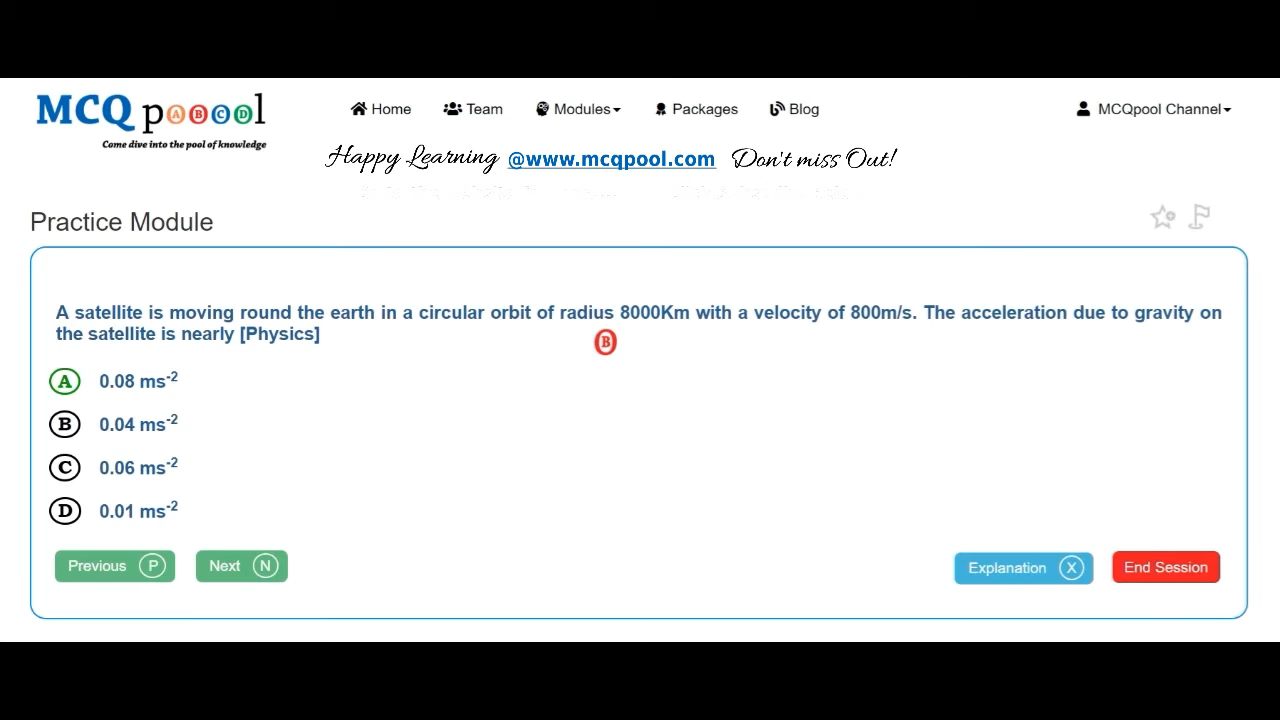 MCQ pooool
Come dive into the pool of knowledge
Home Team Modules Packages Blog MCQpool Channel
Happy Learning @www.mcqpool.com Don't miss Out!
Practice Module
A satellite is moving round the earth in a circular orbit of radius 8000Km with a velocity of 800m/s. The acceleration due to gravity on
the satellite is nearly [Physics]
B
A 0.08 ms-2
B 0.04 ms-2
C 0.06 ms-2
D 0.01 ms-2
Previous P Next N Explanation X End Session